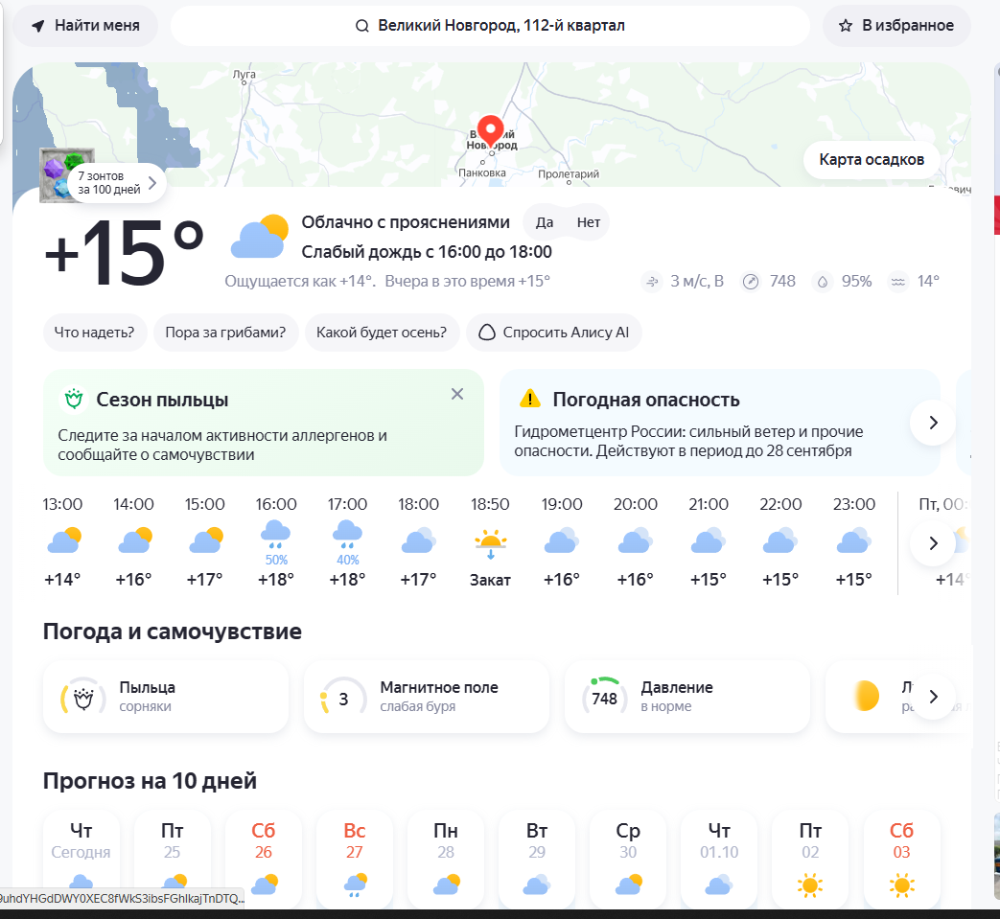 Найти меня
Великий Новгород, 112-й квартал
В избранное
Луга
Новгород
Панковка
Пролетарий
Карта осадков
7 зонтов
за 100 дней
+15°
Облачно с прояснениями
Да
Нет
Слабый дождь с 16:00 до 18:00
Ощущается как +14°. Вчера в это время +15°
3 м/с, В
748
95%
14°
Что надеть?
Пора за грибами?
Какой будет осень?
Спросить Алису AI
Сезон пыльцы
Следите за началом активности аллергенов и
сообщайте о самочувствии
Погодная опасность
Гидрометцентр России: сильный ветер и прочие
опасности. Действуют в период до 28 сентября
13:00 14:00 15:00 16:00 17:00 18:00 18:50 19:00 20:00 21:00 22:00 23:00 Пт, 00:
50% 40%
+14° +16° +17° +18° +18° +17° Закат +16° +16° +15° +15° +15° +14°
Погода и самочувствие
Пыльца
сорняки
3
Магнитное поле
слабая буря
748
Давление
в норме
Прогноз на 10 дней
Чт Пт Сб Вс Пн Вт Ср Чт Пт Сб
Сегодня 25 26 27 28 29 30 01.10 02 03